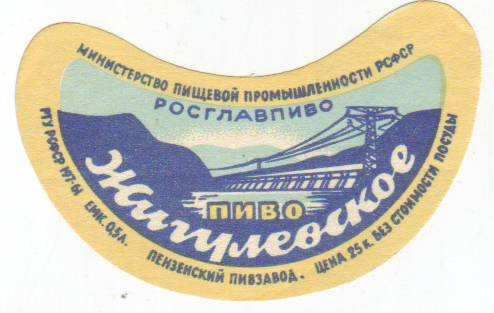 МИНИСТЕРСТВО ПИЩЕВОЙ ПРОМЫШЛЕННОСТИ РСФСР
РОСГЛАВПИВО
ПИВО
Жигулевское
РТУ РСФСР 197-61 ЕМК. 0,5 Л. ПЕНЗЕНСКИЙ ПИВЗАВОД. ЦЕНА 25 К. БЕЗ СТОИМОСТИ ПОСУДЫ